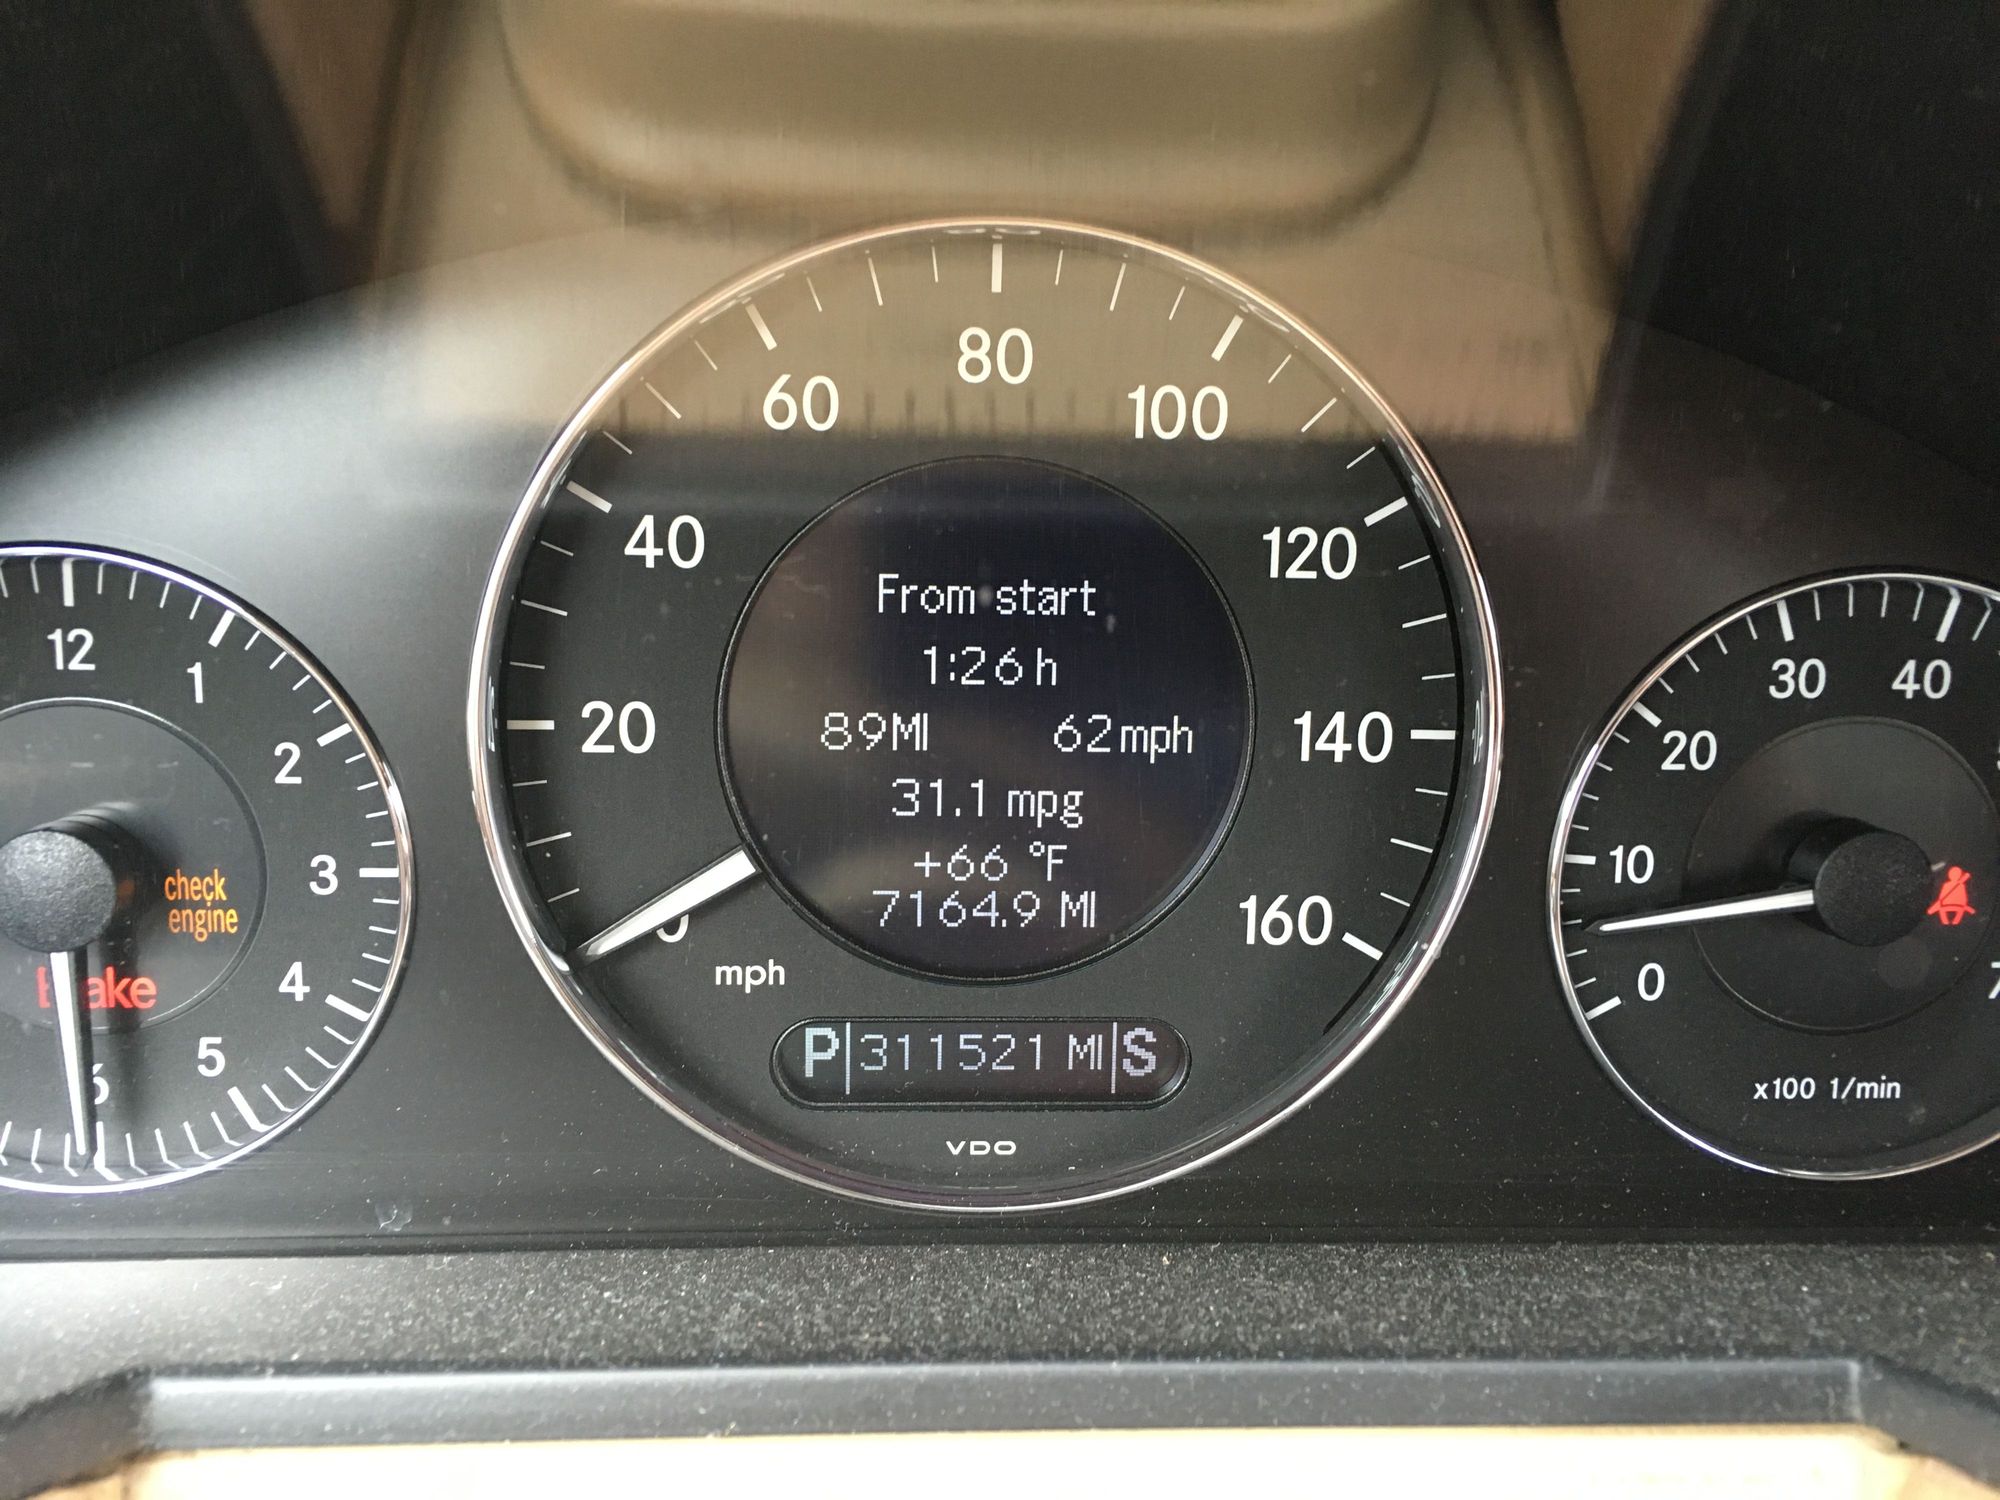 80
60
100
40
120
From start
12
1
1:26 h
30
40
2
20
89MI
62mph
140
20
31.1 mpg
3
check
engine
+66 °F
10
7164.9 MI
160
4
mph
0
5
P 311521 MI S
6
x100 1/min
VDO